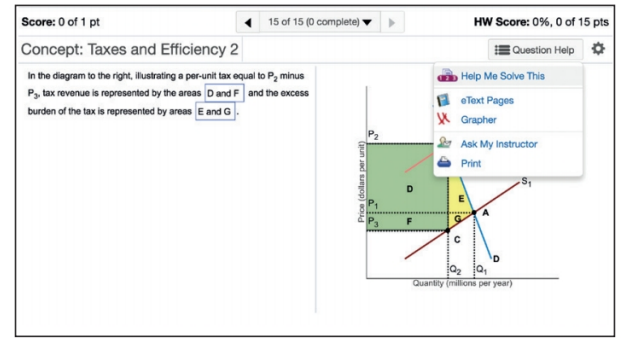 Score: 0 of 1 pt
15 of 15 (0 complete)
HW Score: 0%, 0 of 15 pts
Concept: Taxes and Efficiency 2
Question Help
In the diagram to the right, illustrating a per-unit tax equal to P₂ minus
P₃, tax revenue is represented by the areas D and F and the excess
burden of the tax is represented by areas E and G.
Help Me Solve This
eText Pages
Grapher
Ask My Instructor
Print
Price (dollars per unit)
P₂
P₁
P₃
D
F
E
G
A
C
S₁
D
Q₂
Q₁
Quantity (millions per year)